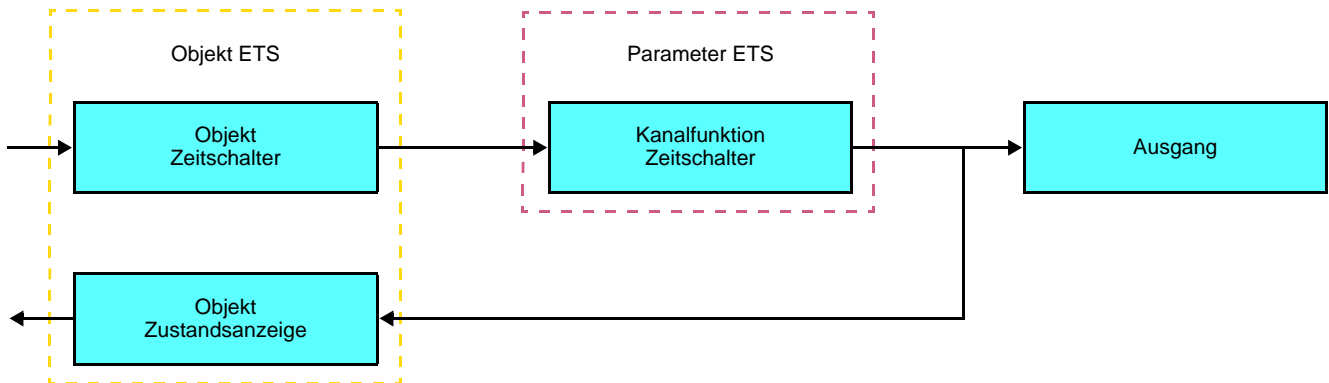 Objekt ETS
Parameter ETS
Objekt
Zeitschalter
Kanalfunktion
Zeitschalter
Ausgang
Objekt
Zustandsanzeige